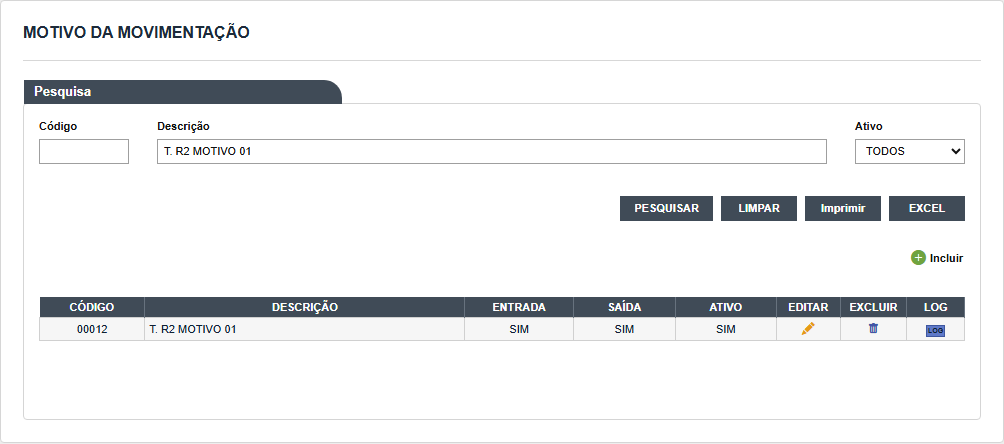 MOTIVO DA MOVIMENTAÇÃO
Pesquisa
Código Descrição Ativo
T. R2 MOTIVO 01 TODOS
PESQUISAR LIMPAR Imprimir EXCEL
Incluir
CÓDIGO DESCRIÇÃO ENTRADA SAÍDA ATIVO EDITAR EXCLUIR LOG
00012 T. R2 MOTIVO 01 SIM SIM SIM LOG